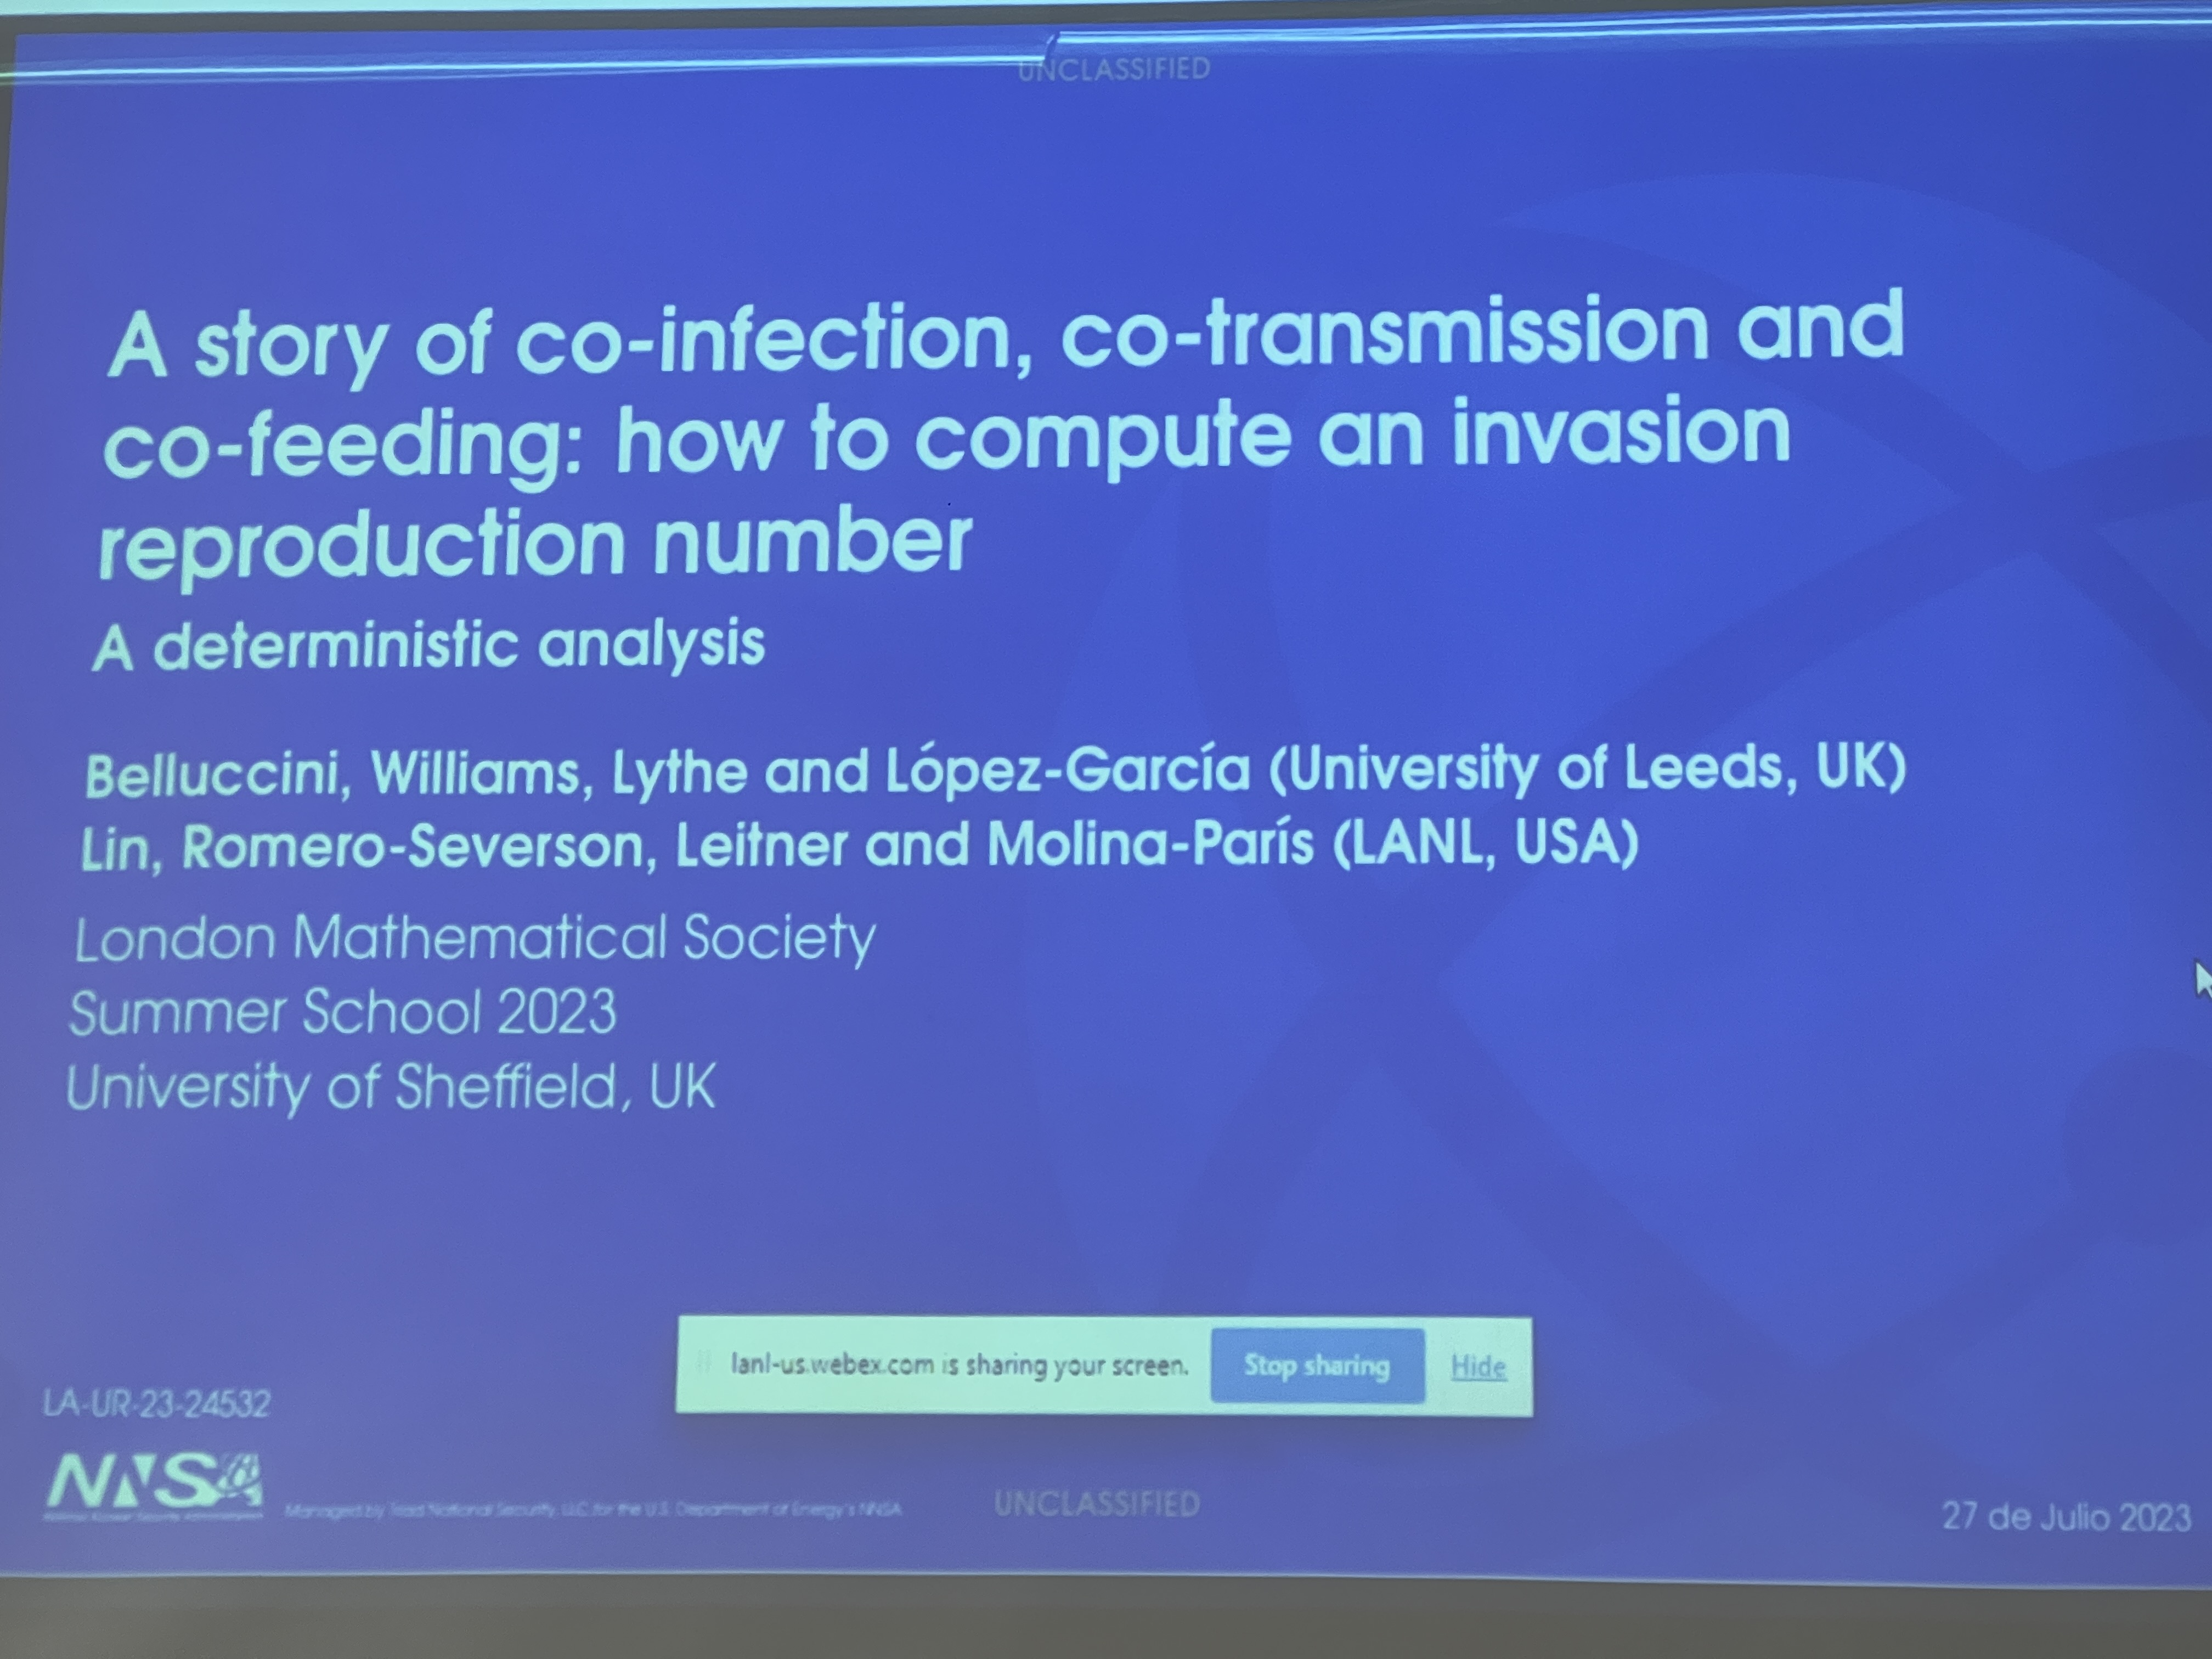 UNCLASSIFIED
A story of co-infection, co-transmission and
co-feeding: how to compute an invasion
reproduction number
A deterministic analysis
Belluccini, Williams, Lythe and López-García (University of Leeds, UK)
Lin, Romero-Severson, Leitner and Molina-París (LANL, USA)
London Mathematical Society
Summer School 2023
University of Sheffield, UK
lanl-us.webex.com is sharing your screen. Stop sharing Hide
LA-UR-23-24532
NNSA
Managed by Triad National Security, LLC for the U.S. Department of Energy's NNSA
UNCLASSIFIED
27 de Julio 2023